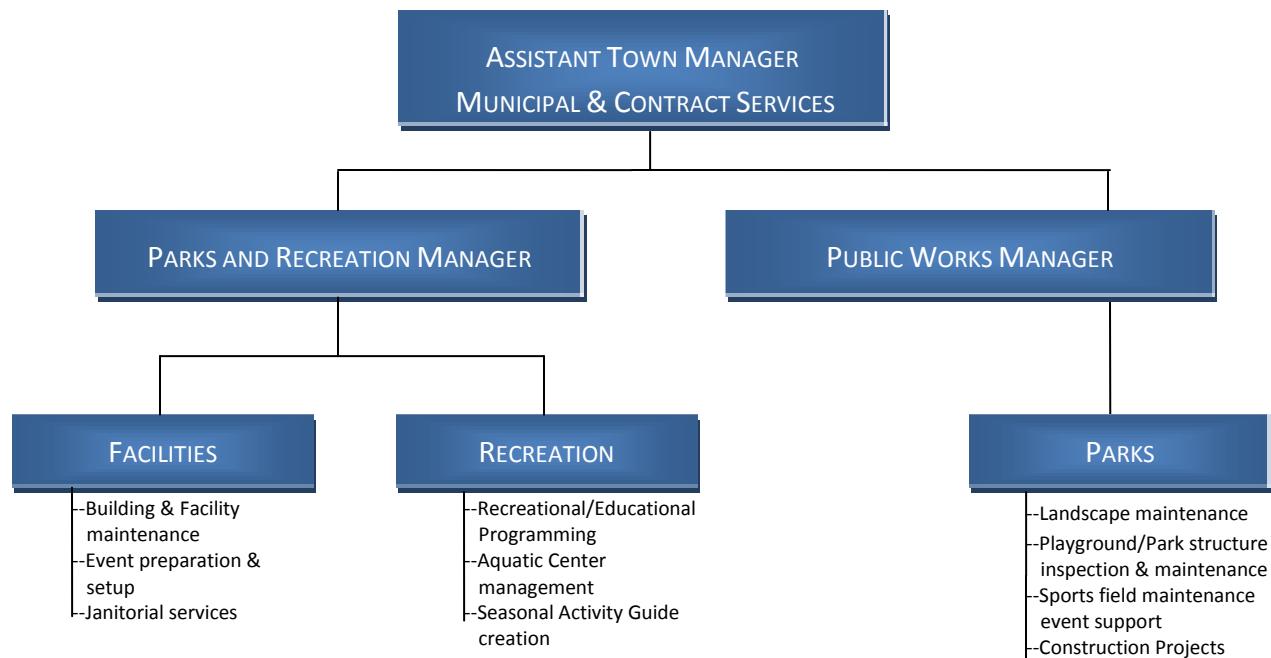 ASSISTANT TOWN MANAGER
MUNICIPAL & CONTRACT SERVICES
PARKS AND RECREATION MANAGER
PUBLIC WORKS MANAGER
FACILITIES
--Building & Facility
maintenance
--Event preparation &
setup
--Janitorial services
RECREATION
--Recreational/Educational
Programming
--Aquatic Center
management
--Seasonal Activity Guide
creation
PARKS
--Landscape maintenance
--Playground/Park structure
inspection & maintenance
--Sports field maintenance
event support
--Construction Projects